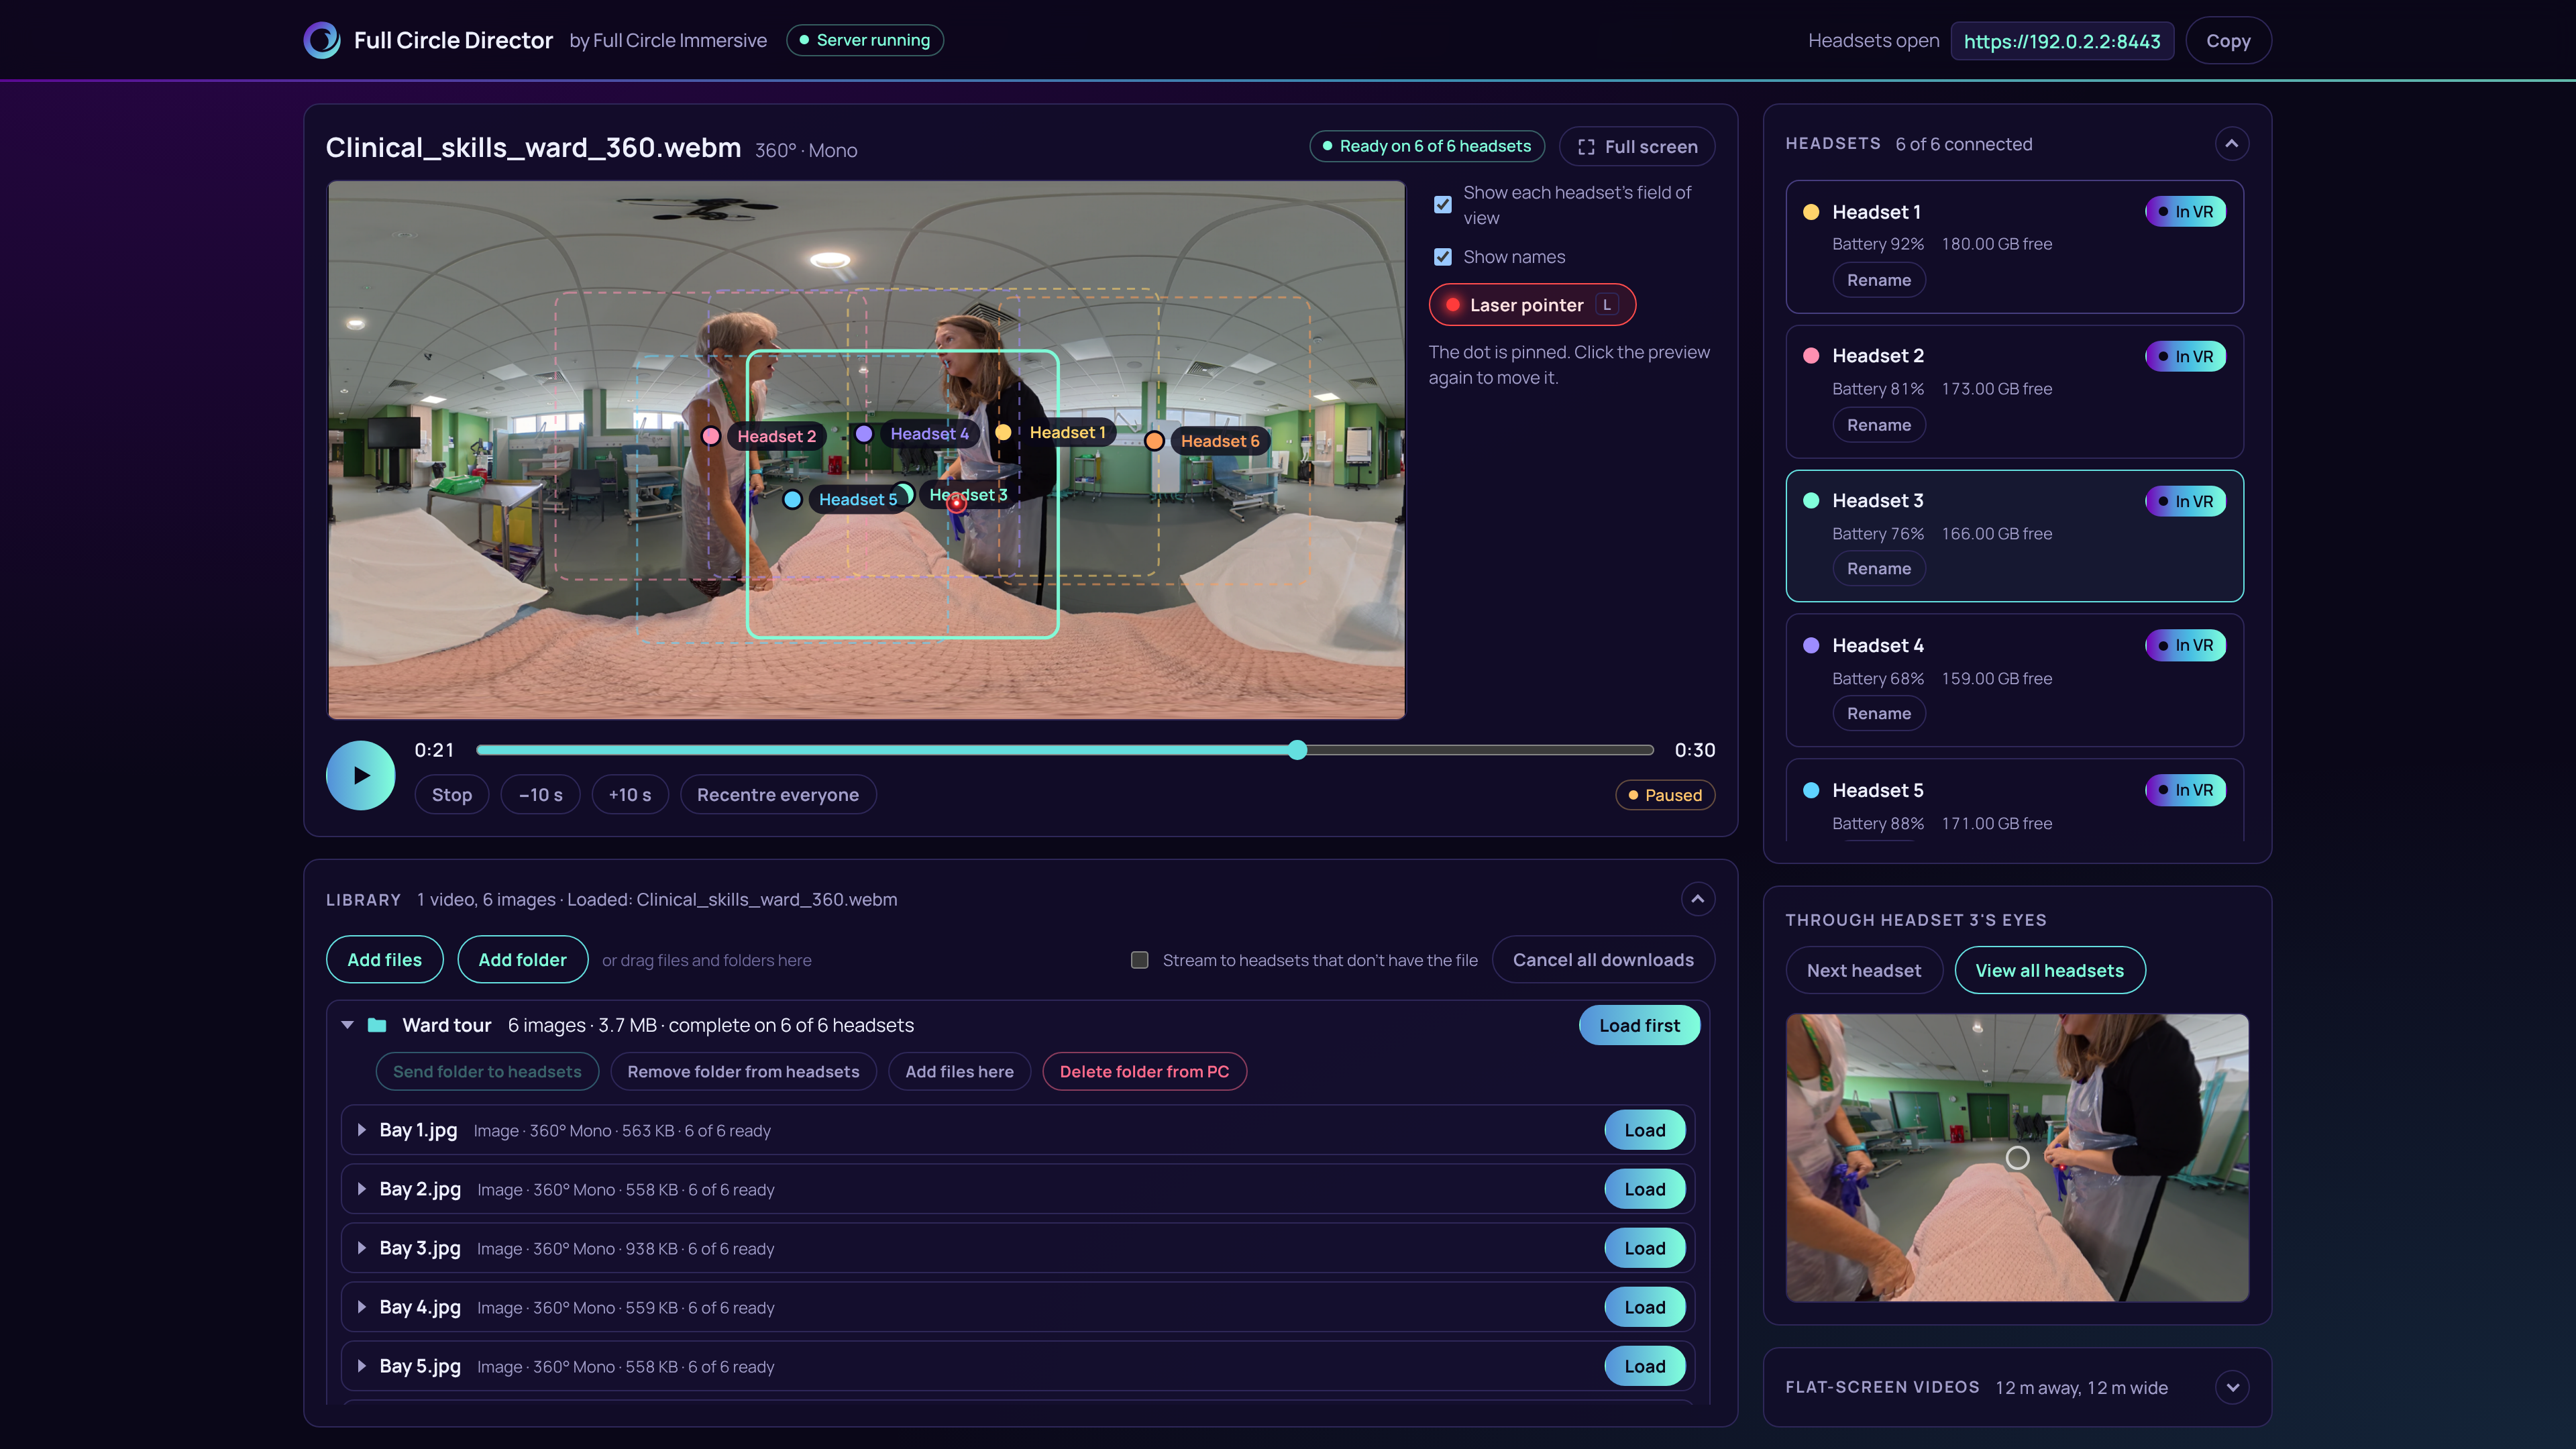 Full Circle Director by Full Circle Immersive Server running
Headsets open https://192.0.2.2:8443 Copy
Clinical_skills_ward_360.webm 360° · Mono
Ready on 6 of 6 headsets Full screen
Show each headset's field of
view
Show names
Laser pointer L
The dot is pinned. Click the preview
again to move it.
Headset 2
Headset 4
Headset 1
Headset 6
Headset 5
Headset 3
0:21 0:30
Stop −10 s +10 s Recentre everyone Paused
HEADSETS 6 of 6 connected
Headset 1 In VR
Battery 92% 180.00 GB free
Rename
Headset 2 In VR
Battery 81% 173.00 GB free
Rename
Headset 3 In VR
Battery 76% 166.00 GB free
Rename
Headset 4 In VR
Battery 68% 159.00 GB free
Rename
Headset 5 In VR
Battery 88% 171.00 GB free
LIBRARY 1 video, 6 images · Loaded: Clinical_skills_ward_360.webm
Add files Add folder or drag files and folders here
Stream to headsets that don't have the file Cancel all downloads
Ward tour 6 images · 3.7 MB · complete on 6 of 6 headsets Load first
Send folder to headsets Remove folder from headsets Add files here Delete folder from PC
Bay 1.jpg Image · 360° Mono · 563 KB · 6 of 6 ready Load
Bay 2.jpg Image · 360° Mono · 558 KB · 6 of 6 ready Load
Bay 3.jpg Image · 360° Mono · 938 KB · 6 of 6 ready Load
Bay 4.jpg Image · 360° Mono · 559 KB · 6 of 6 ready Load
Bay 5.jpg Image · 360° Mono · 558 KB · 6 of 6 ready Load
THROUGH HEADSET 3'S EYES
Next headset View all headsets
FLAT-SCREEN VIDEOS 12 m away, 12 m wide